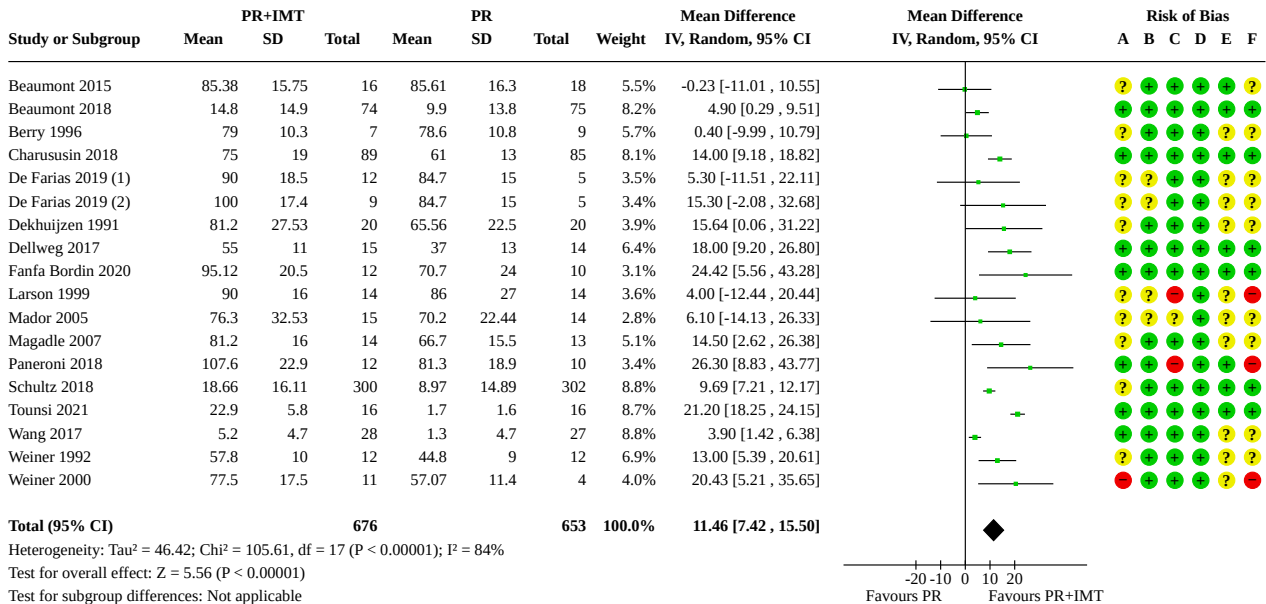 PR+IMT PR Mean Difference Mean Difference Risk of Bias
Study or Subgroup Mean SD Total Mean SD Total Weight IV, Random, 95% CI IV, Random, 95% CI A B C D E F
Beaumont 2015 85.38 15.75 16 85.61 16.3 18 5.5% -0.23 [-11.01 , 10.55] ? + + + + ?
Beaumont 2018 14.8 14.9 74 9.9 13.8 75 8.2% 4.90 [0.29 , 9.51] + + + + + +
Berry 1996 79 10.3 7 78.6 10.8 9 5.7% 0.40 [-9.99 , 10.79] ? + + + ? ?
Charususin 2018 75 19 89 61 13 85 8.1% 14.00 [9.18 , 18.82] + + + + + +
De Farias 2019 (1) 90 18.5 12 84.7 15 5 3.5% 5.30 [-11.51 , 22.11] ? ? + + ? ?
De Farias 2019 (2) 100 17.4 9 84.7 15 5 3.4% 15.30 [-2.08 , 32.68] ? ? + + ? ?
Dekhuijzen 1991 81.2 27.53 20 65.56 22.5 20 3.9% 15.64 [0.06 , 31.22] ? + + + ? ?
Dellweg 2017 55 11 15 37 13 14 6.4% 18.00 [9.20 , 26.80] + + + + + +
Fanfa Bordin 2020 95.12 20.5 12 70.7 24 10 3.1% 24.42 [5.56 , 43.28] + + + + + +
Larson 1999 90 16 14 86 27 14 3.6% 4.00 [-12.44 , 20.44] ? ? − + ? −
Mador 2005 76.3 32.53 15 70.2 22.44 14 2.8% 6.10 [-14.13 , 26.33] ? ? ? + ? ?
Magadle 2007 81.2 16 14 66.7 15.5 13 5.1% 14.50 [2.62 , 26.38] ? + + + ? ?
Paneroni 2018 107.6 22.9 12 81.3 18.9 10 3.4% 26.30 [8.83 , 43.77] + + − + + −
Schultz 2018 18.66 16.11 300 8.97 14.89 302 8.8% 9.69 [7.21 , 12.17] ? + + + + +
Tounsi 2021 22.9 5.8 16 1.7 1.6 16 8.7% 21.20 [18.25 , 24.15] + + + + + +
Wang 2017 5.2 4.7 28 1.3 4.7 27 8.8% 3.90 [1.42 , 6.38] + + + + ? ?
Weiner 1992 57.8 10 12 44.8 9 12 6.9% 13.00 [5.39 , 20.61] ? + + + ? ?
Weiner 2000 77.5 17.5 11 57.07 11.4 4 4.0% 20.43 [5.21 , 35.65] − + + + ? −
Total (95% CI) 676 653 100.0% 11.46 [7.42 , 15.50]
Heterogeneity: Tau² = 46.42; Chi² = 105.61, df = 17 (P < 0.00001); I² = 84%
Test for overall effect: Z = 5.56 (P < 0.00001)
-20 -10 0 10 20
Test for subgroup differences: Not applicable Favours PR Favours PR+IMT